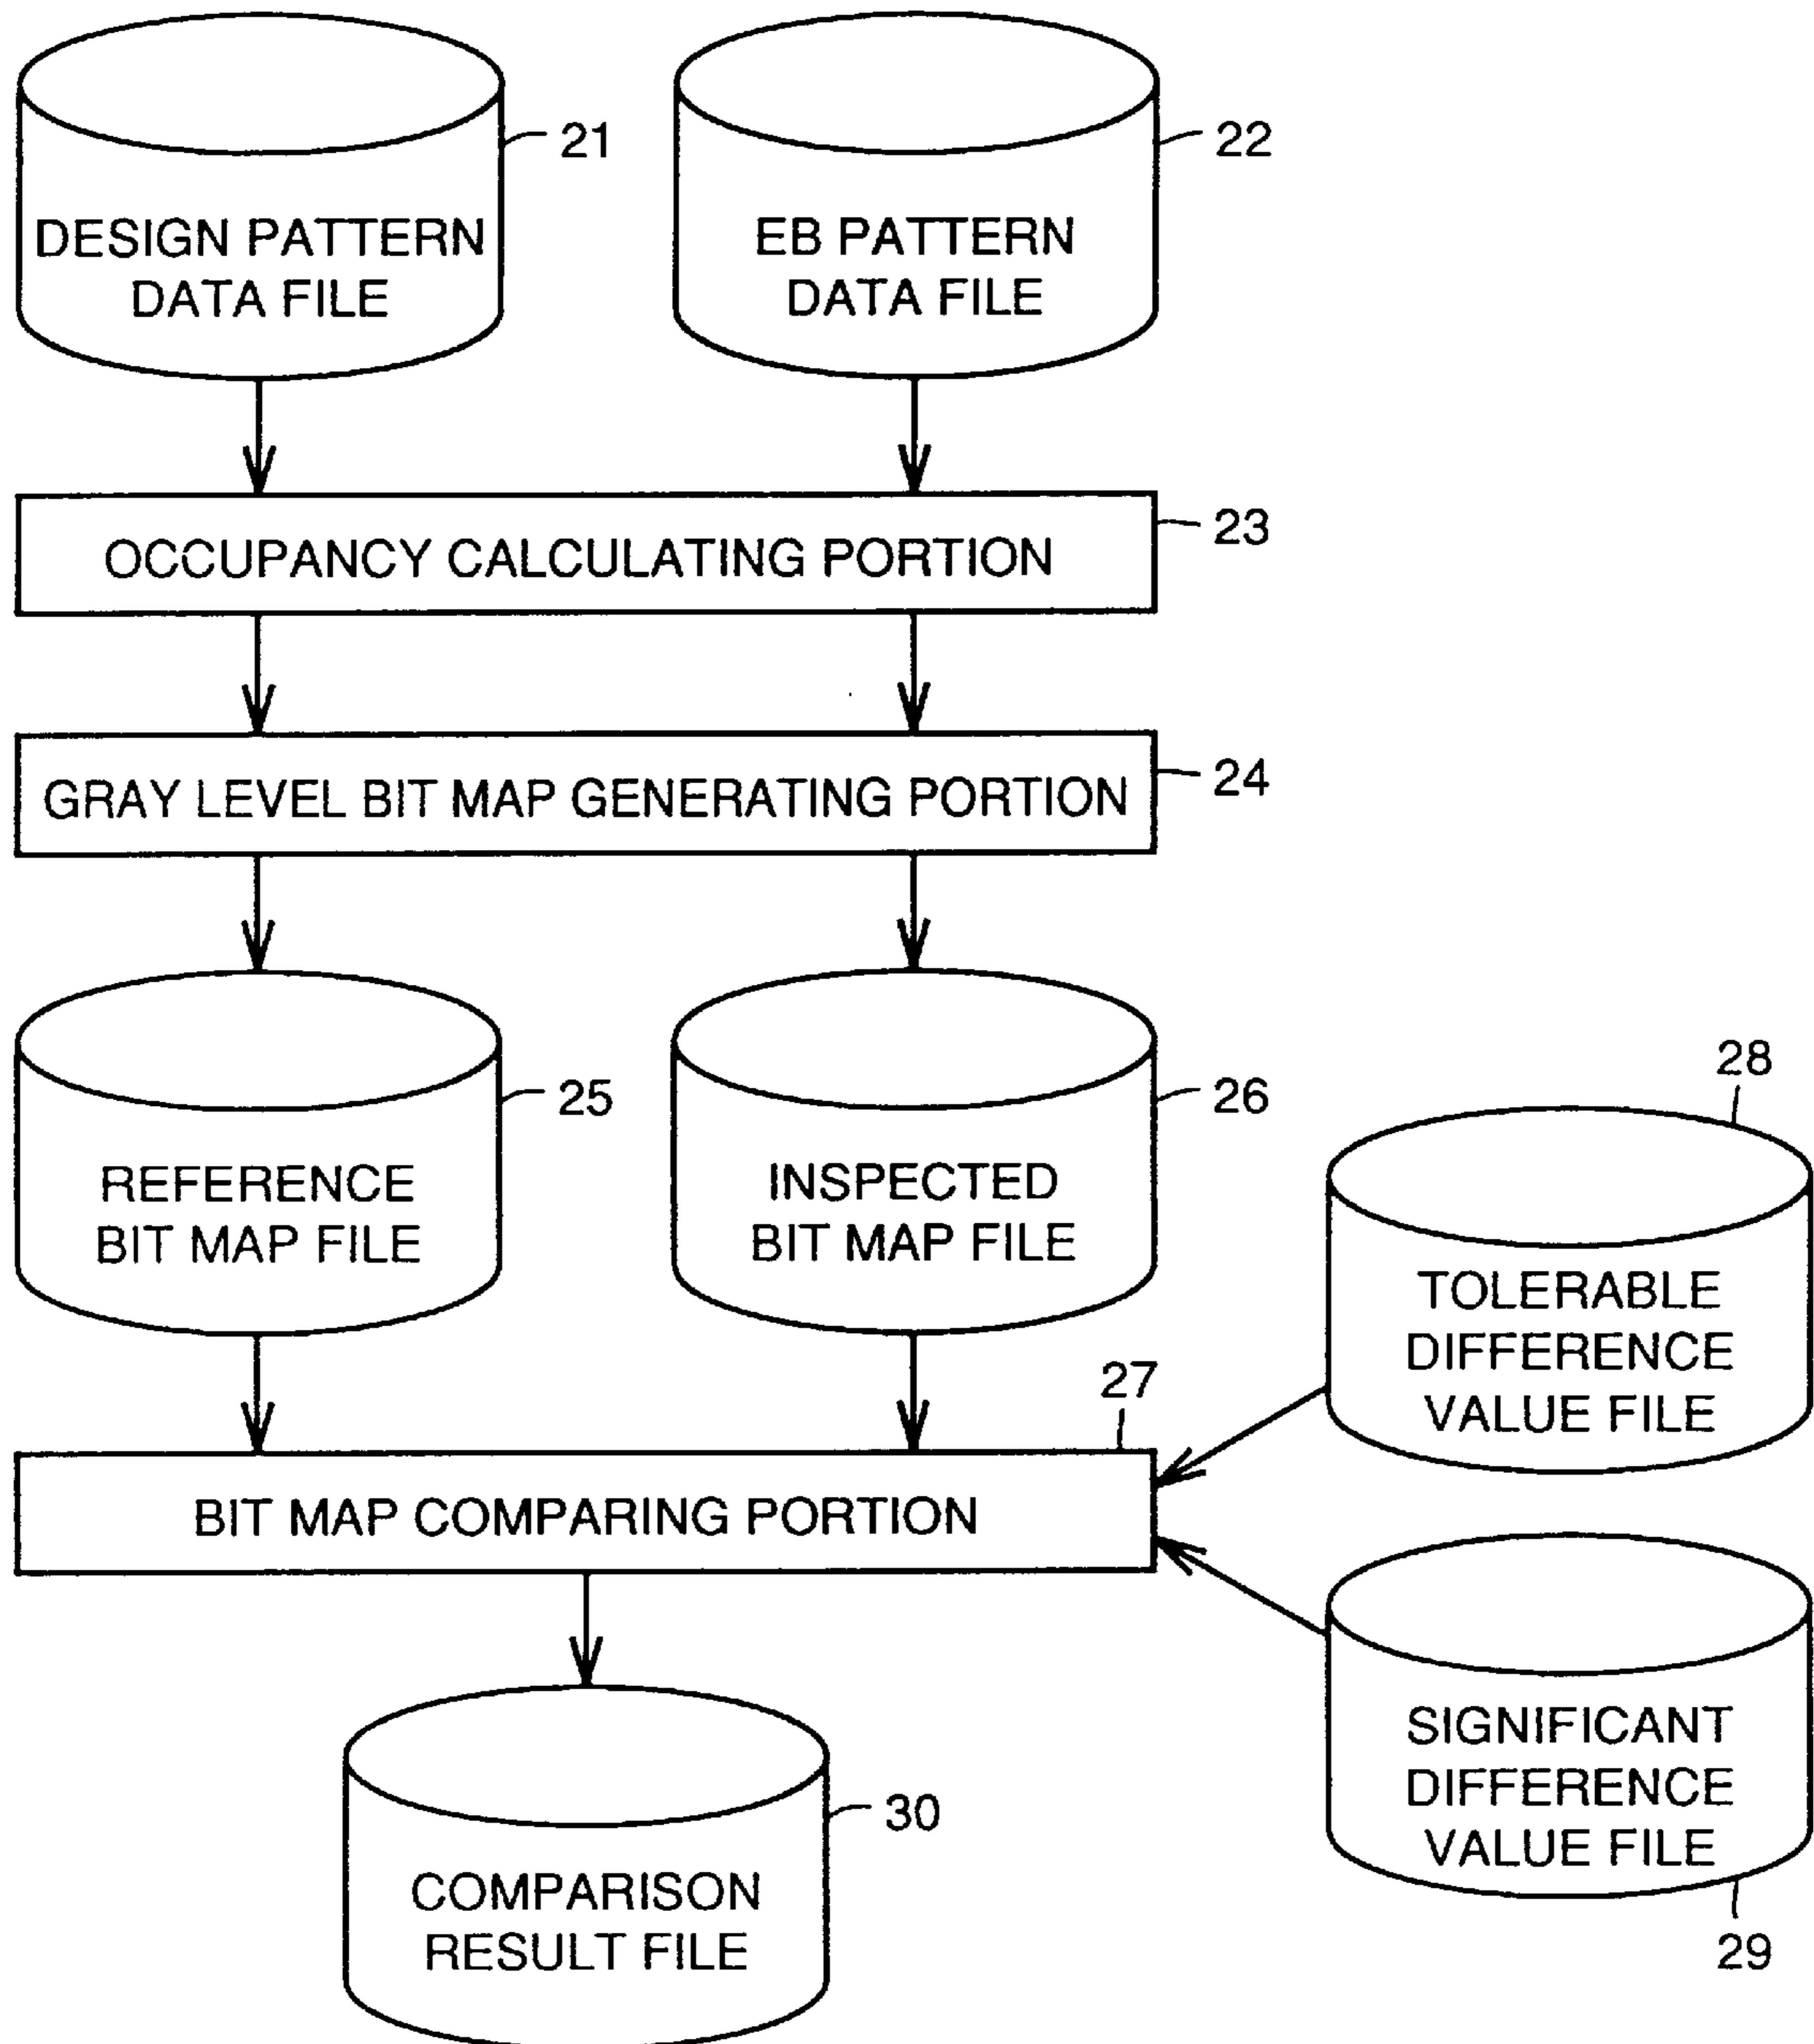 21
DESIGN PATTERN
DATA FILE
22
EB PATTERN
DATA FILE
23
OCCUPANCY CALCULATING PORTION
24
GRAY LEVEL BIT MAP GENERATING PORTION
25
REFERENCE
BIT MAP FILE
26
INSPECTED
BIT MAP FILE
28
TOLERABLE
DIFFERENCE
VALUE FILE
27
BIT MAP COMPARING PORTION
SIGNIFICANT
DIFFERENCE
VALUE FILE
29
30
COMPARISON
RESULT FILE